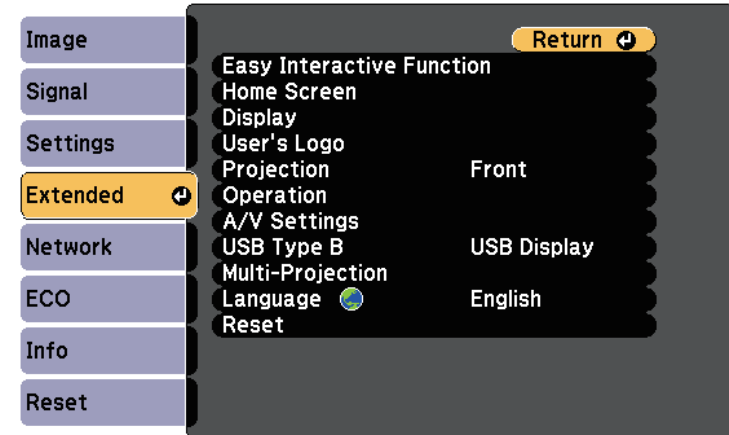 Image
Signal
Settings
Extended
Network
ECO
Info
Reset
Return
Easy Interactive Function
Home Screen
Display
User's Logo
Projection Front
Operation
A/V Settings
USB Type B USB Display
Multi-Projection
Language English
Reset